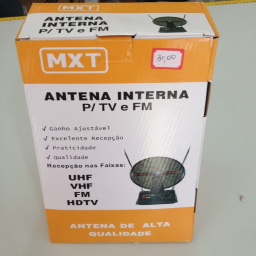 MXT
ANTENA
INTERNA
P/ TV e FM
MXT
35,00
ANTENA INTERNA
P/ TV e FM
✓ Ganho Ajustável
✓ Excelente Recepção
✓ Praticidade
✓ Qualidade
Recepção nas Faixas:
UHF
VHF
FM
HDTV
ANTENA DE ALTA
QUALIDADE